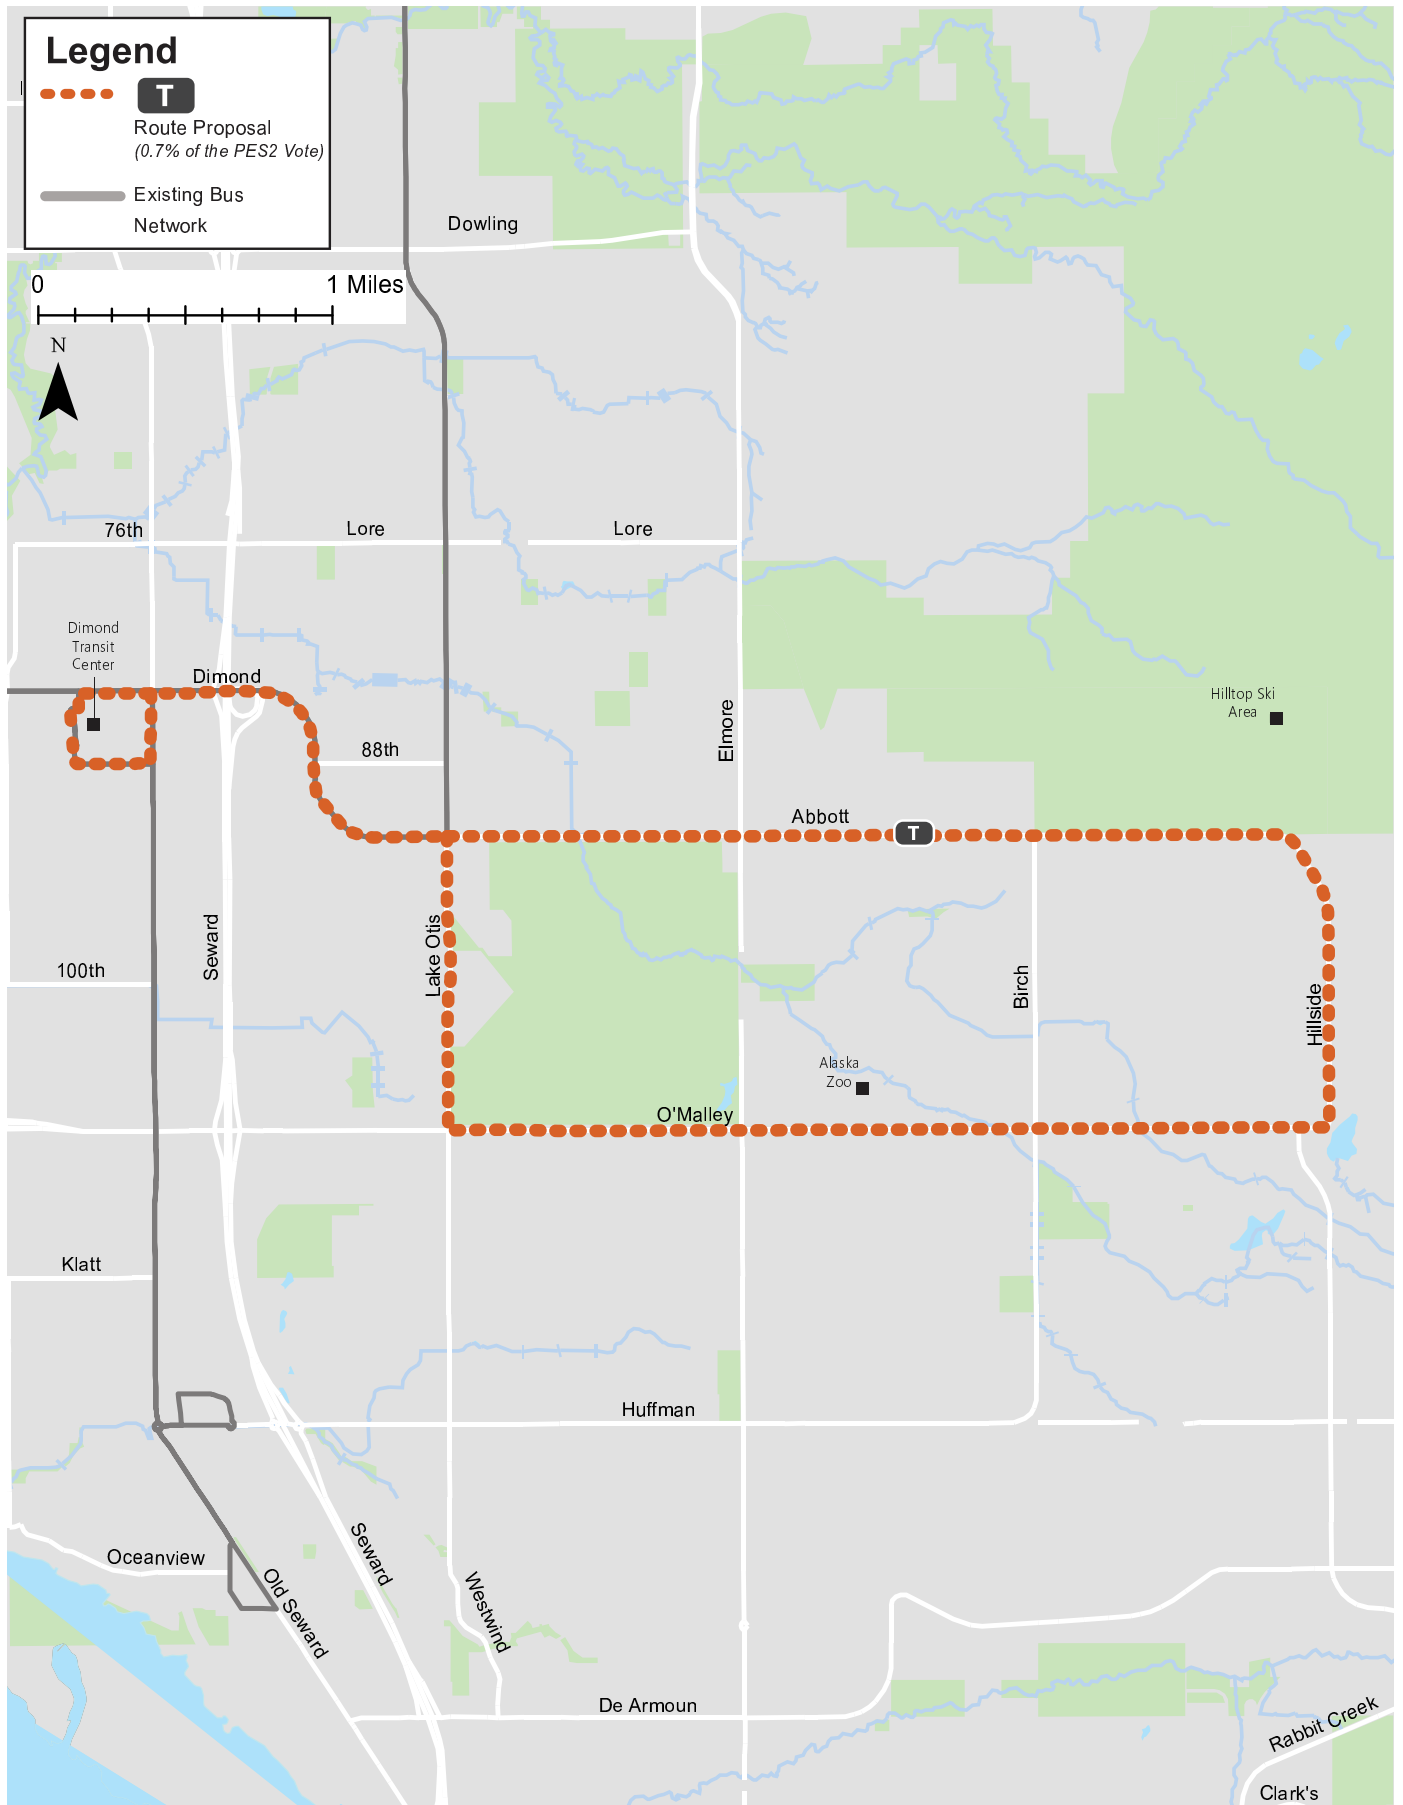 Legend
T
Route Proposal
(0.7% of the PES2 Vote)
Existing Bus
Network
0
1 Miles
N
Dowling
76th
Lore
Lore
Dimond
Transit
Center
Dimond
88th
Elmore
Hilltop Ski
Area
Abbott
T
Seward
Lake Otis
100th
Birch
Hillside
Alaska
Zoo
O'Malley
Klatt
Huffman
Oceanview
Old Seward
Seward
Westwind
De Armoun
Rabbit Creek
Clark's